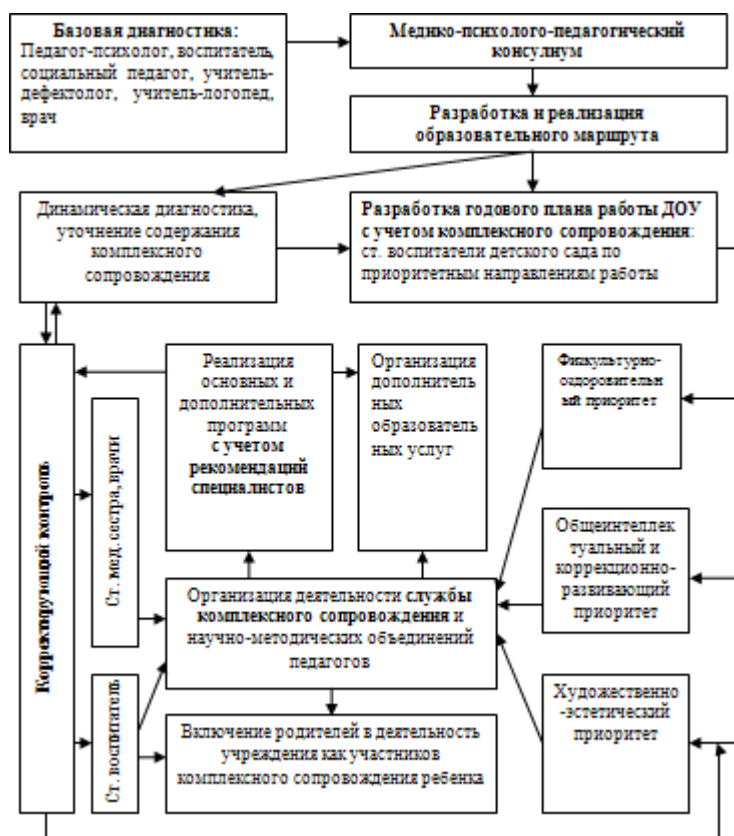 Базовая диагностика:
Педагог-психолог, воспитатель,
социальный педагог, учитель-
дефектолог, учитель-логопед,
врач
Медико-психолого-педагогический
консулиум
Разработка и реализация
образовательного маршрута
Динамическая диагностика,
уточнение содержания
комплексного
сопровождения
Разработка годового плана работы ДОУ
с учетом комплексного сопровождения:
ст. воспитатели детского сада по
приоритетным направлениям работы
Корректирующий контроль
Ст. мед. сестра, врачи
Ст. воспитатель
Реализация
основных и
дополнительных
программ
с учетом
рекомендаций
специалистов
Организация
дополнитель
ных
образователь
ных услуг
Физкультурно-
оздоровительн
ый приоритет
Общеинтеллек
туальный и
коррекционно-
развивающий
приоритет
Организация деятельности службы
комплексного сопровождения и
научно-методических объединений
педагогов
Художественно
-эстетический
приоритет
Включение родителей в деятельность
учреждения как участников
комплексного сопровождения ребенка